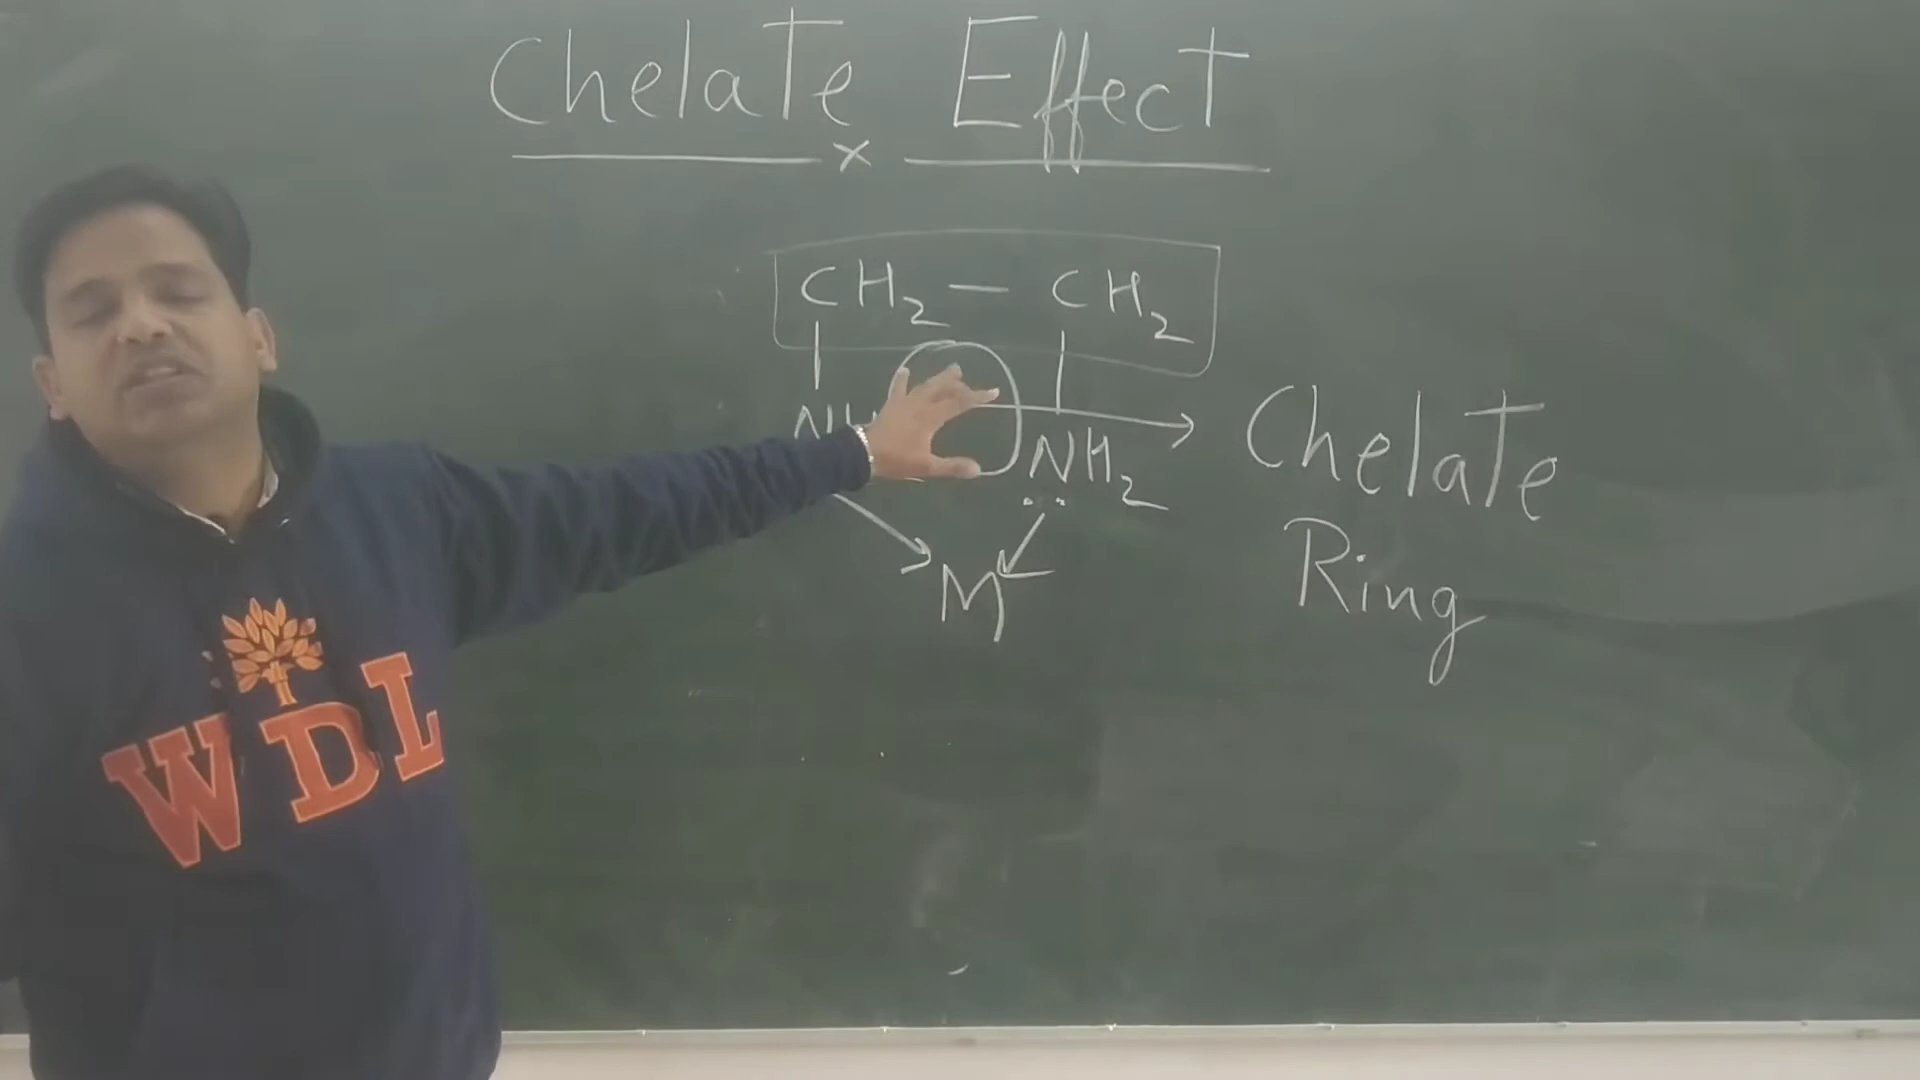 Chelate Effect
x
CH2 — CH2
NH2
Chelate
M
Ring
WDL